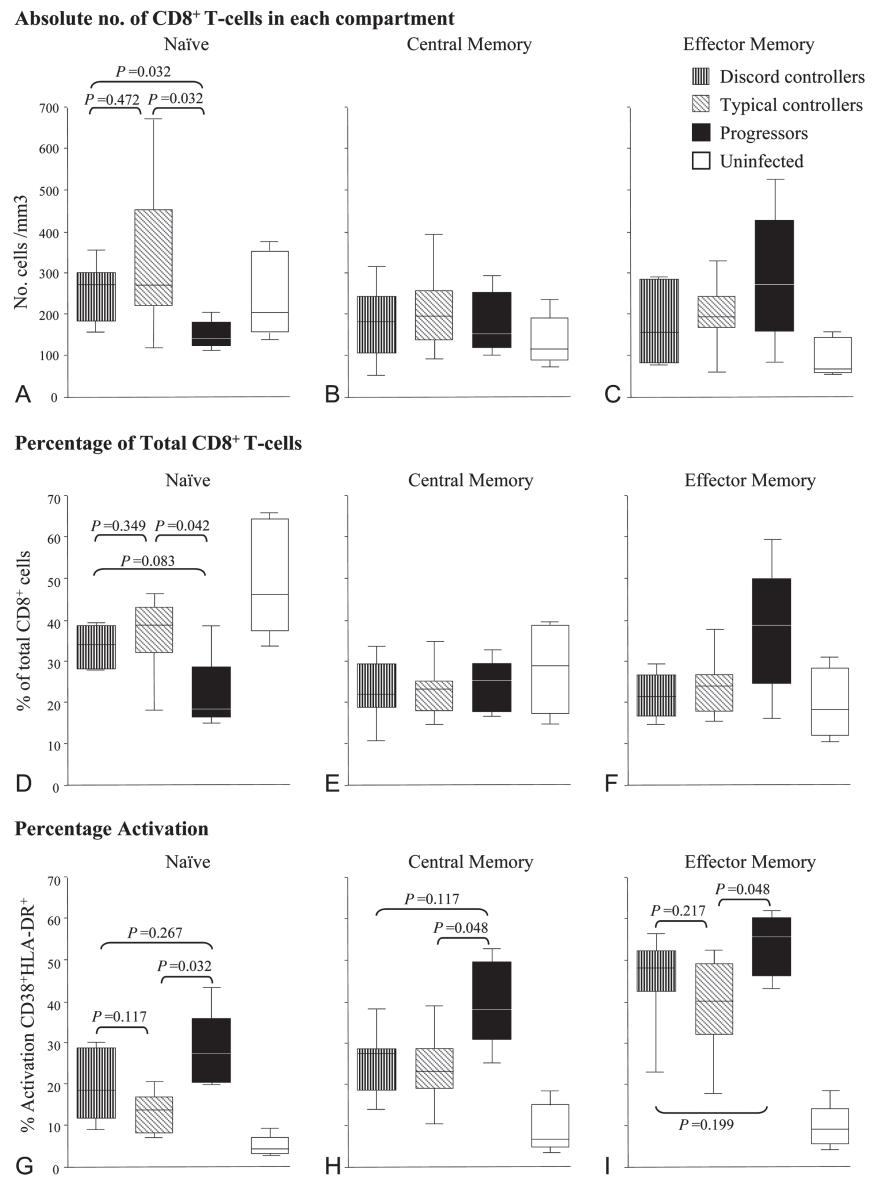 Absolute no. of CD8+ T-cells in each compartment
Naïve
Central Memory
Effector Memory
Discord controllers
Typical controllers
Progressors
Uninfected
P =0.032
P =0.472
P =0.032
No. cells /mm3
700
600
500
400
300
200
100
0
A
B
C
Percentage of Total CD8+ T-cells
Naïve
Central Memory
Effector Memory
P =0.349
P =0.042
P =0.083
% of total CD8+ cells
70
60
50
40
30
20
10
0
D
E
F
Percentage Activation
Naïve
Central Memory
Effector Memory
% Activation CD38+HLA-DR+
70
60
50
40
30
20
10
0
P =0.267
P =0.032
P =0.117
P =0.117
P =0.048
P =0.048
P =0.217
P =0.199
G
H
I